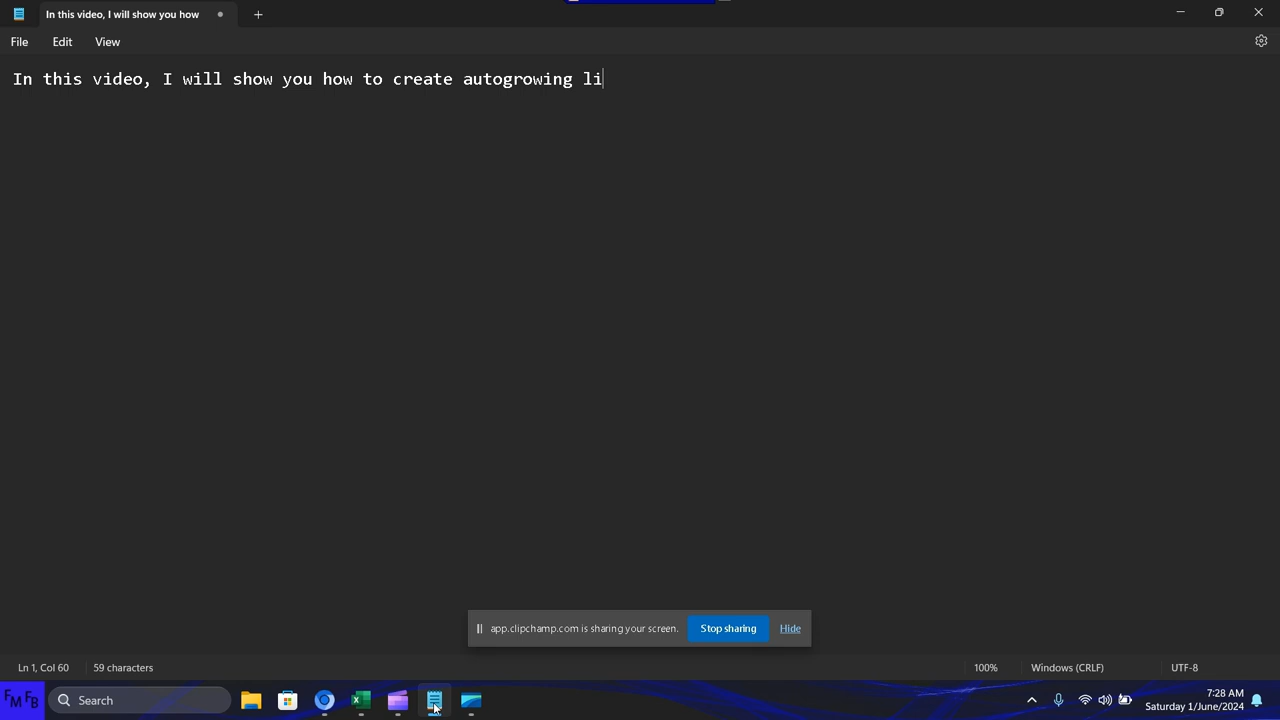 In this video, I will show you how
File Edit View
In this video, I will show you how to create autogrowing li
app.clipchamp.com is sharing your screen. Stop sharing Hide
Ln 1, Col 60 59 characters 100% Windows (CRLF) UTF-8
FM FB Search 7:28 AM
Saturday 1/June/2024